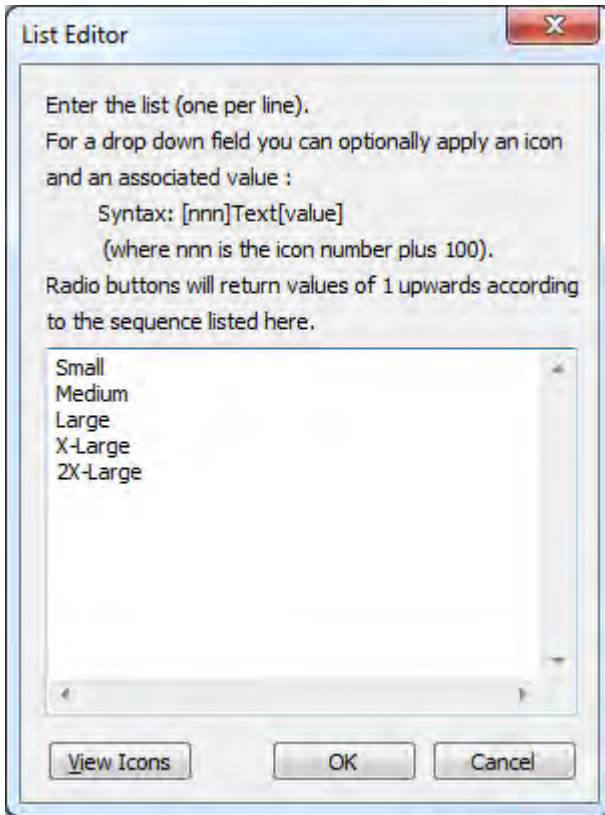 List Editor
Enter the list (one per line).
For a drop down field you can optionally apply an icon
and an associated value :
Syntax: [nnn]Text[value]
(where nnn is the icon number plus 100).
Radio buttons will return values of 1 upwards according
to the sequence listed here.
Small
Medium
Large
X-Large
2X-Large
View Icons
OK
Cancel